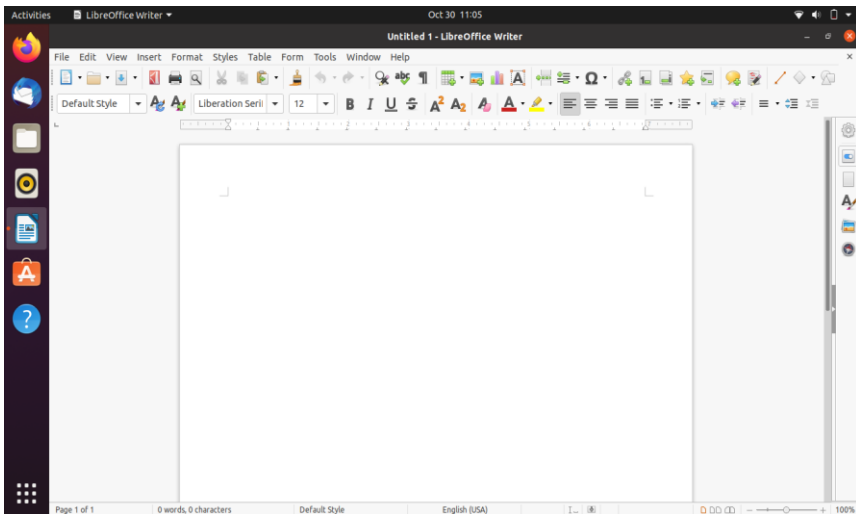 Activities LibreOffice Writer Oct 30 11:05
Untitled 1 - LibreOffice Writer
File Edit View Insert Format Styles Table Form Tools Window Help
Default Style Liberation Seri 12
Page 1 of 1 0 words, 0 characters Default Style English (USA) 100%